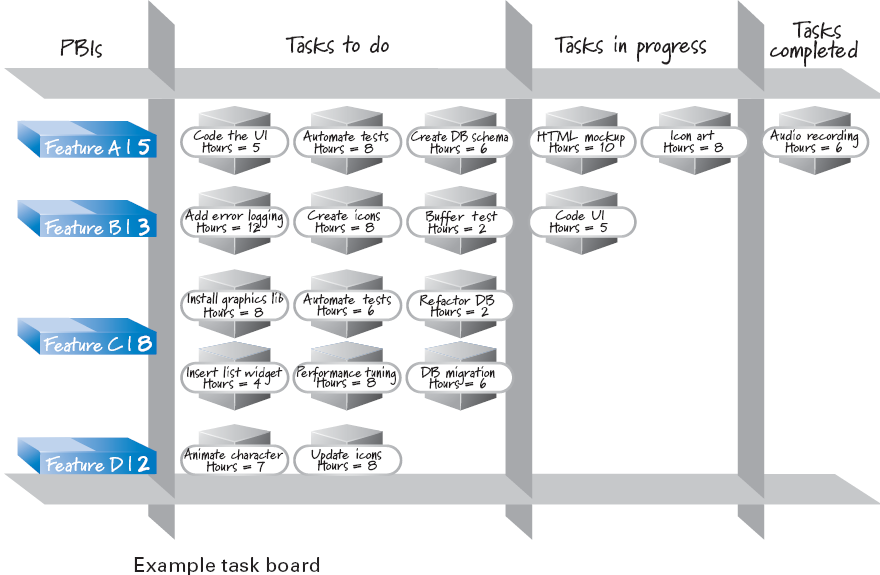 PBIs
Tasks to do
Tasks in progress
Tasks
completed
Feature A | 5
Code the UI
Hours = 5
Automate tests
Hours = 8
Create DB schema
Hours = 6
HTML mockup
Hours = 10
Icon art
Hours = 8
Audio recording
Hours = 6
Feature B | 3
Add error logging
Hours = 12
Create icons
Hours = 8
Buffer test
Hours = 2
Code UI
Hours = 5
Feature C | 8
Install graphics lib
Hours = 8
Automate tests
Hours = 6
Refactor DB
Hours = 2
Insert list widget
Hours = 4
Performance tuning
Hours = 8
DB migration
Hours = 6
Feature D | 2
Animate character
Hours = 7
Update icons
Hours = 8
Example task board